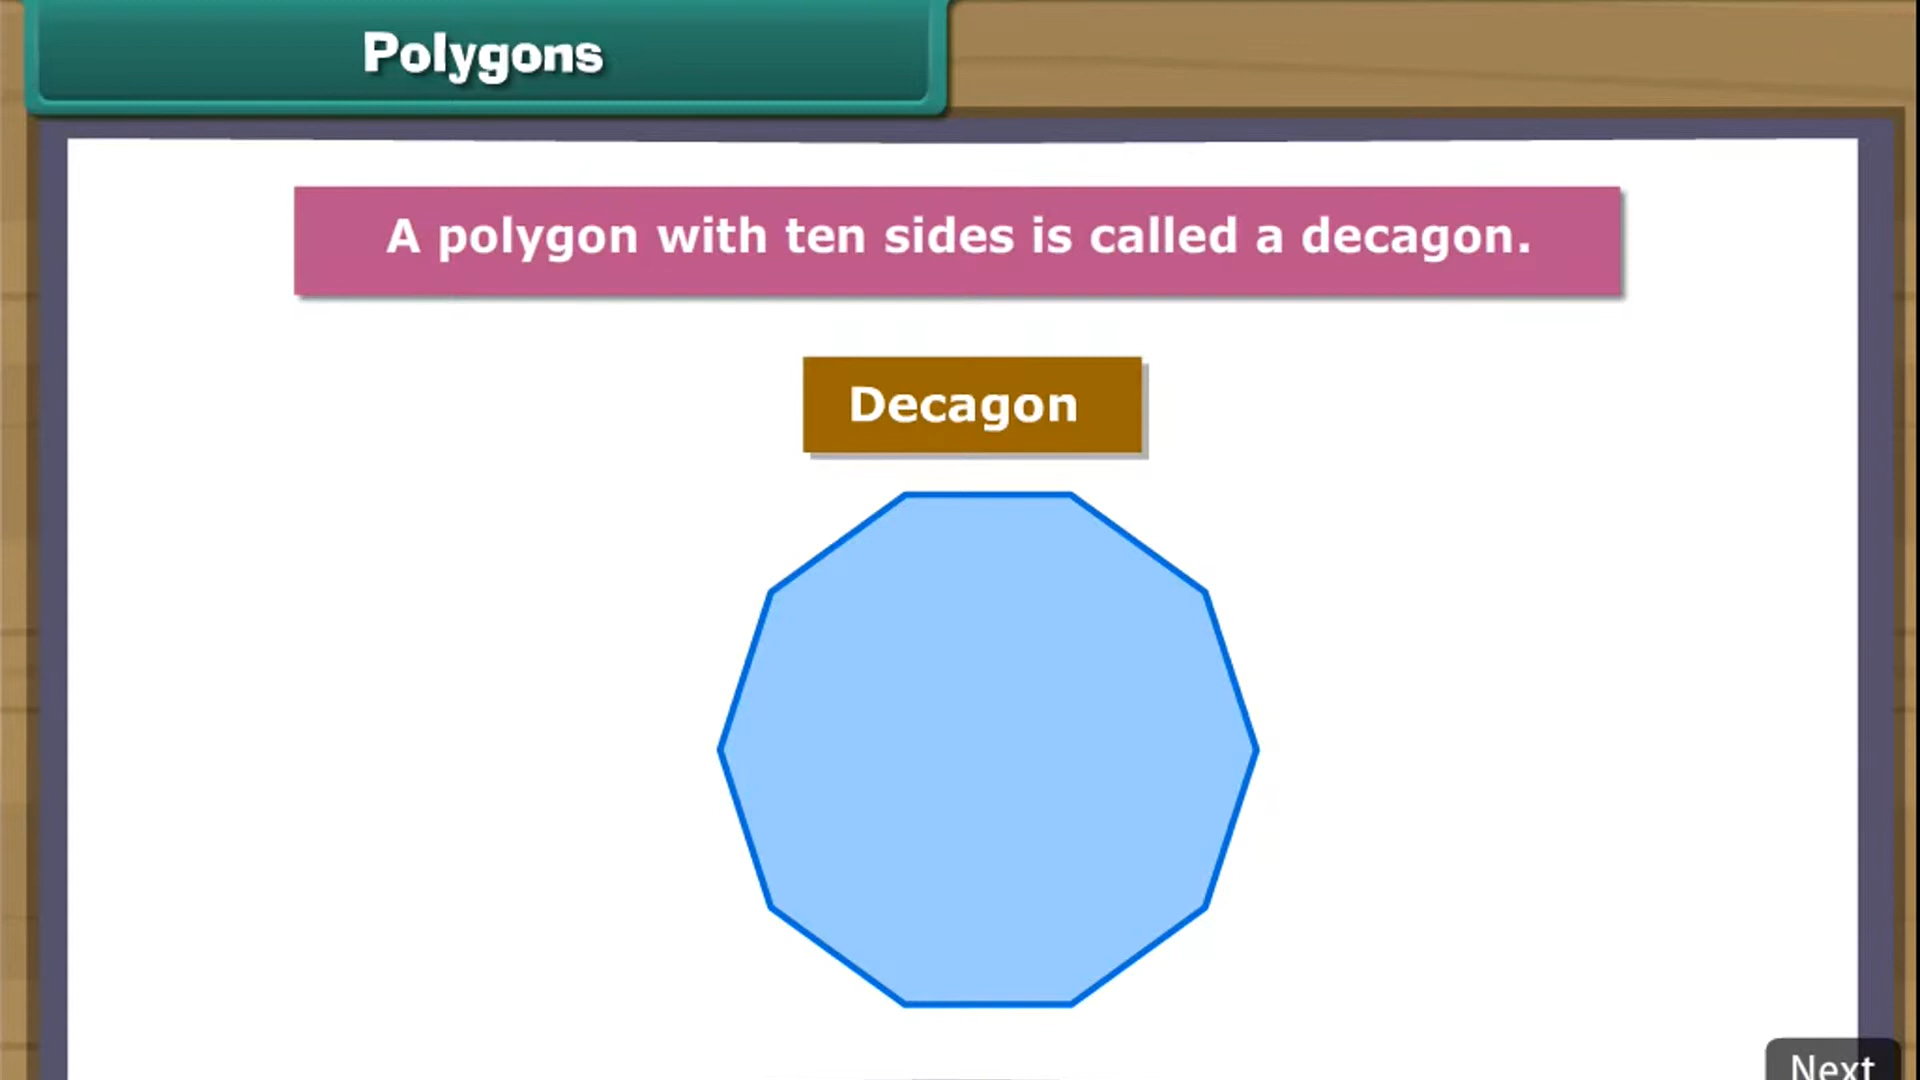 Polygons
A polygon with ten sides is called a decagon.
Decagon
Next